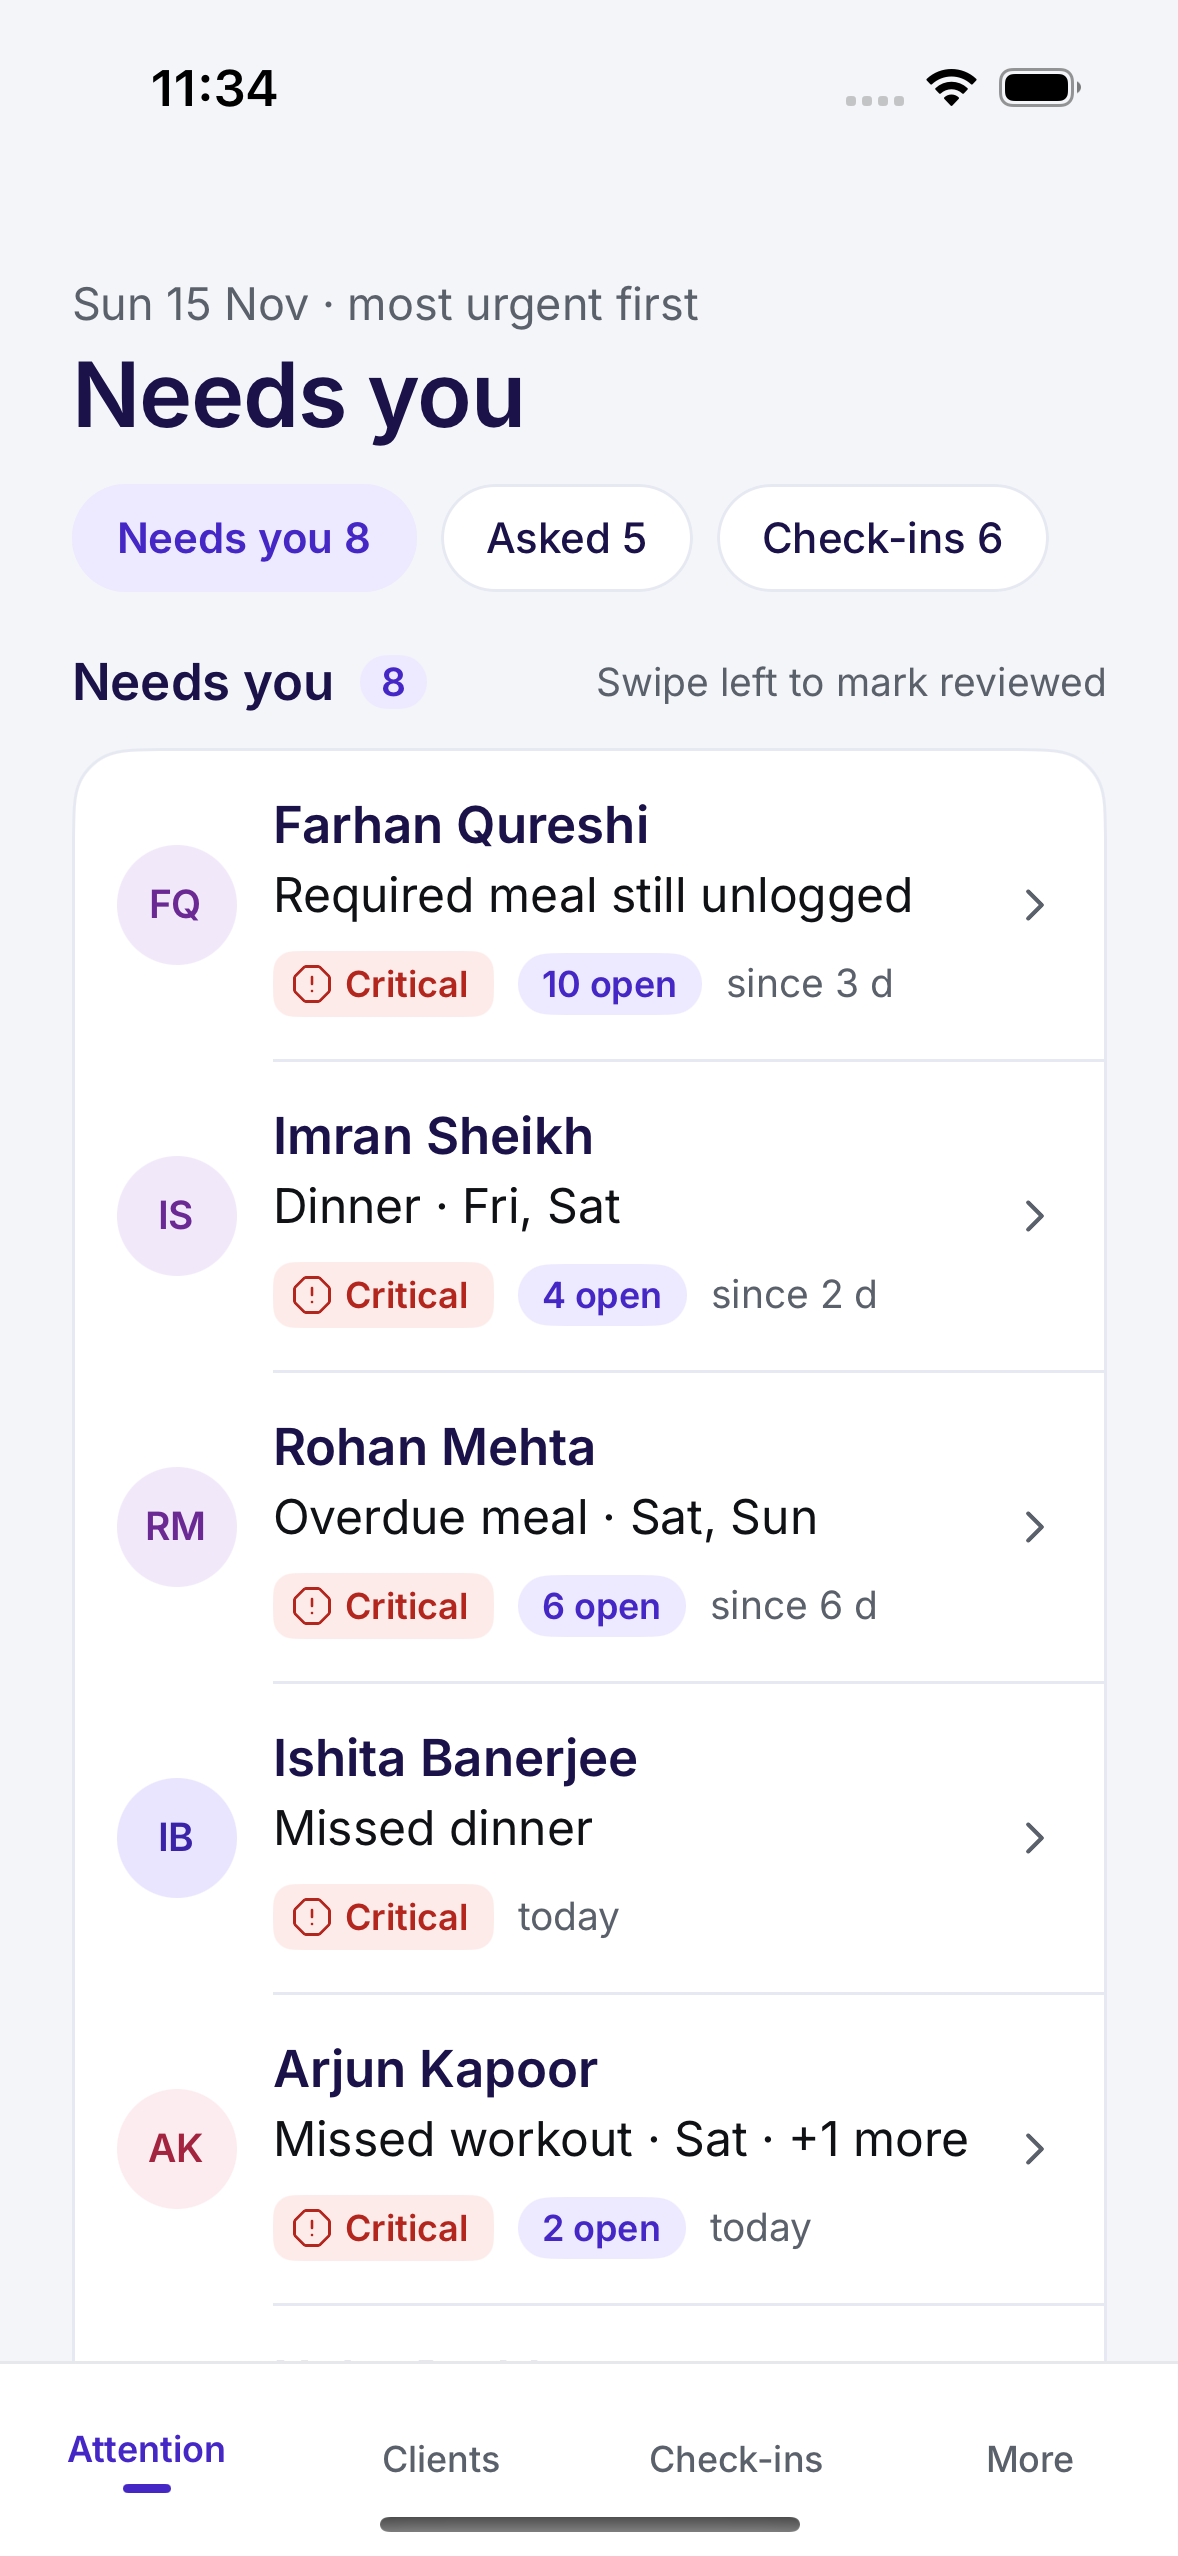 11:34
Sun 15 Nov · most urgent first
Needs you
Needs you 8
Asked 5
Check-ins 6
Needs you 8
Swipe left to mark reviewed
FQ
Farhan Qureshi
Required meal still unlogged
Critical
10 open
since 3 d
IS
Imran Sheikh
Dinner · Fri, Sat
Critical
4 open
since 2 d
RM
Rohan Mehta
Overdue meal · Sat, Sun
Critical
6 open
since 6 d
IB
Ishita Banerjee
Missed dinner
Critical
today
AK
Arjun Kapoor
Missed workout · Sat · +1 more
Critical
2 open
today
Attention
Clients
Check-ins
More